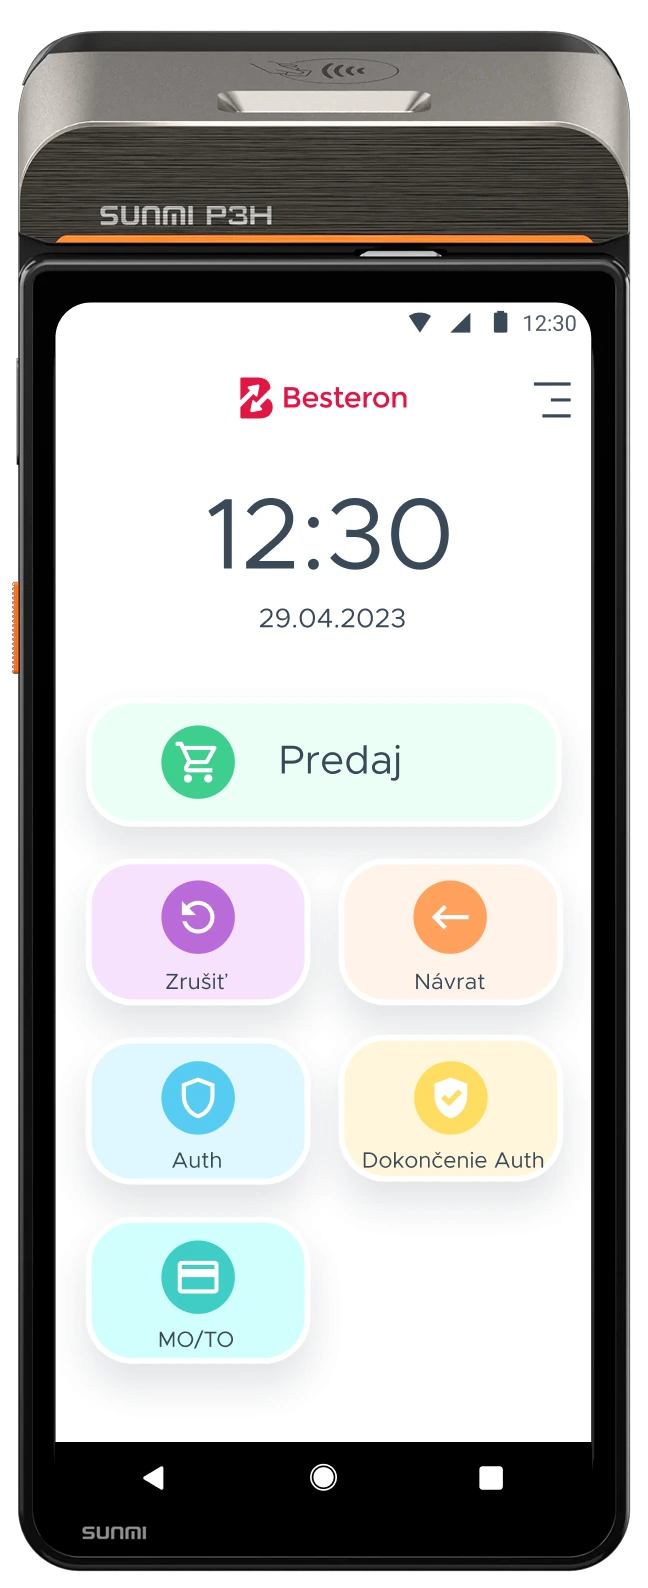 SUNMI P3H
12:30
Besteron
12:30
29.04.2023
Predaj
Zrušiť
Návrat
Auth
Dokončenie Auth
MO/TO
SUNMI